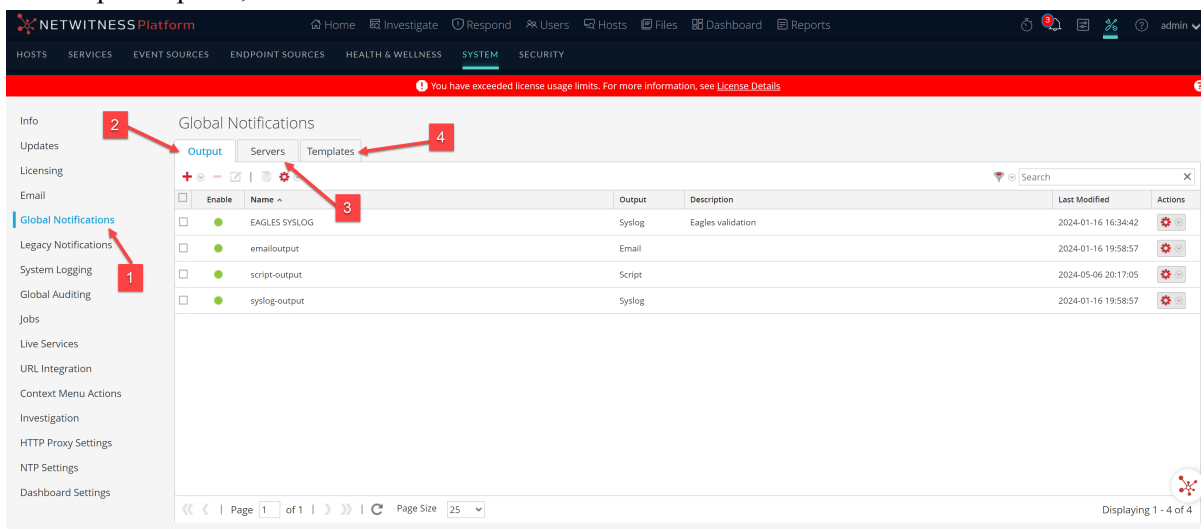 NETWITNESS Platform
Home Investigate Respond Users Hosts Files Dashboard Reports
3
admin
HOSTS SERVICES EVENT SOURCES ENDPOINT SOURCES HEALTH & WELLNESS SYSTEM SECURITY
You have exceeded license usage limits. For more information, see License Details
Info
Updates
Licensing
Email
Global Notifications
Legacy Notifications
System Logging
Global Auditing
Jobs
Live Services
URL Integration
Context Menu Actions
Investigation
HTTP Proxy Settings
NTP Settings
Dashboard Settings
1
2
Global Notifications
Output Servers Templates
4
3
Search
Enable Name Output Description Last Modified Actions
EAGLES SYSLOG Syslog Eagles validation 2024-01-16 16:34:42
emailoutput Email 2024-01-16 19:58:57
script-output Script 2024-05-06 20:17:05
syslog-output Syslog 2024-01-16 19:58:57
Page 1 of 1 Page Size 25
Displaying 1 - 4 of 4